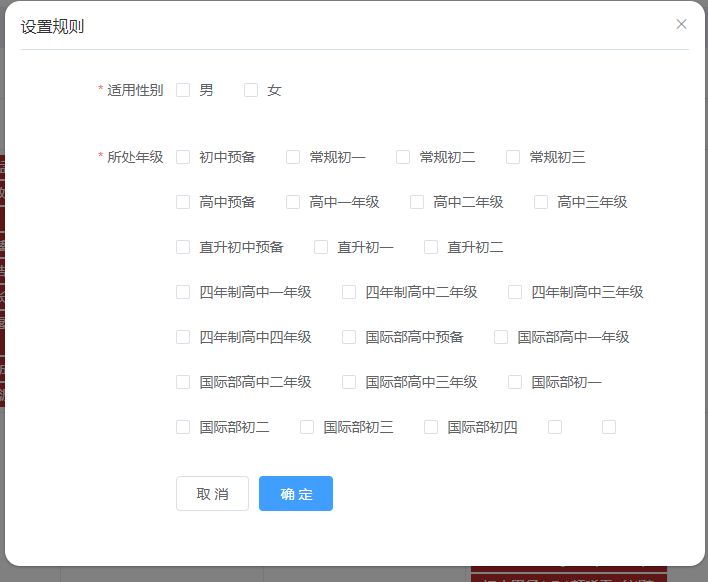 设置规则
* 适用性别 男 女
* 所处年级 初中预备 常规初一 常规初二 常规初三
高中预备 高中一年级 高中二年级 高中三年级
直升初中预备 直升初一 直升初二
四年制高中一年级 四年制高中二年级 四年制高中三年级
四年制高中四年级 国际部高中预备 国际部高中一年级
国际部高中二年级 国际部高中三年级 国际部初一
国际部初二 国际部初三 国际部初四
取消 确定